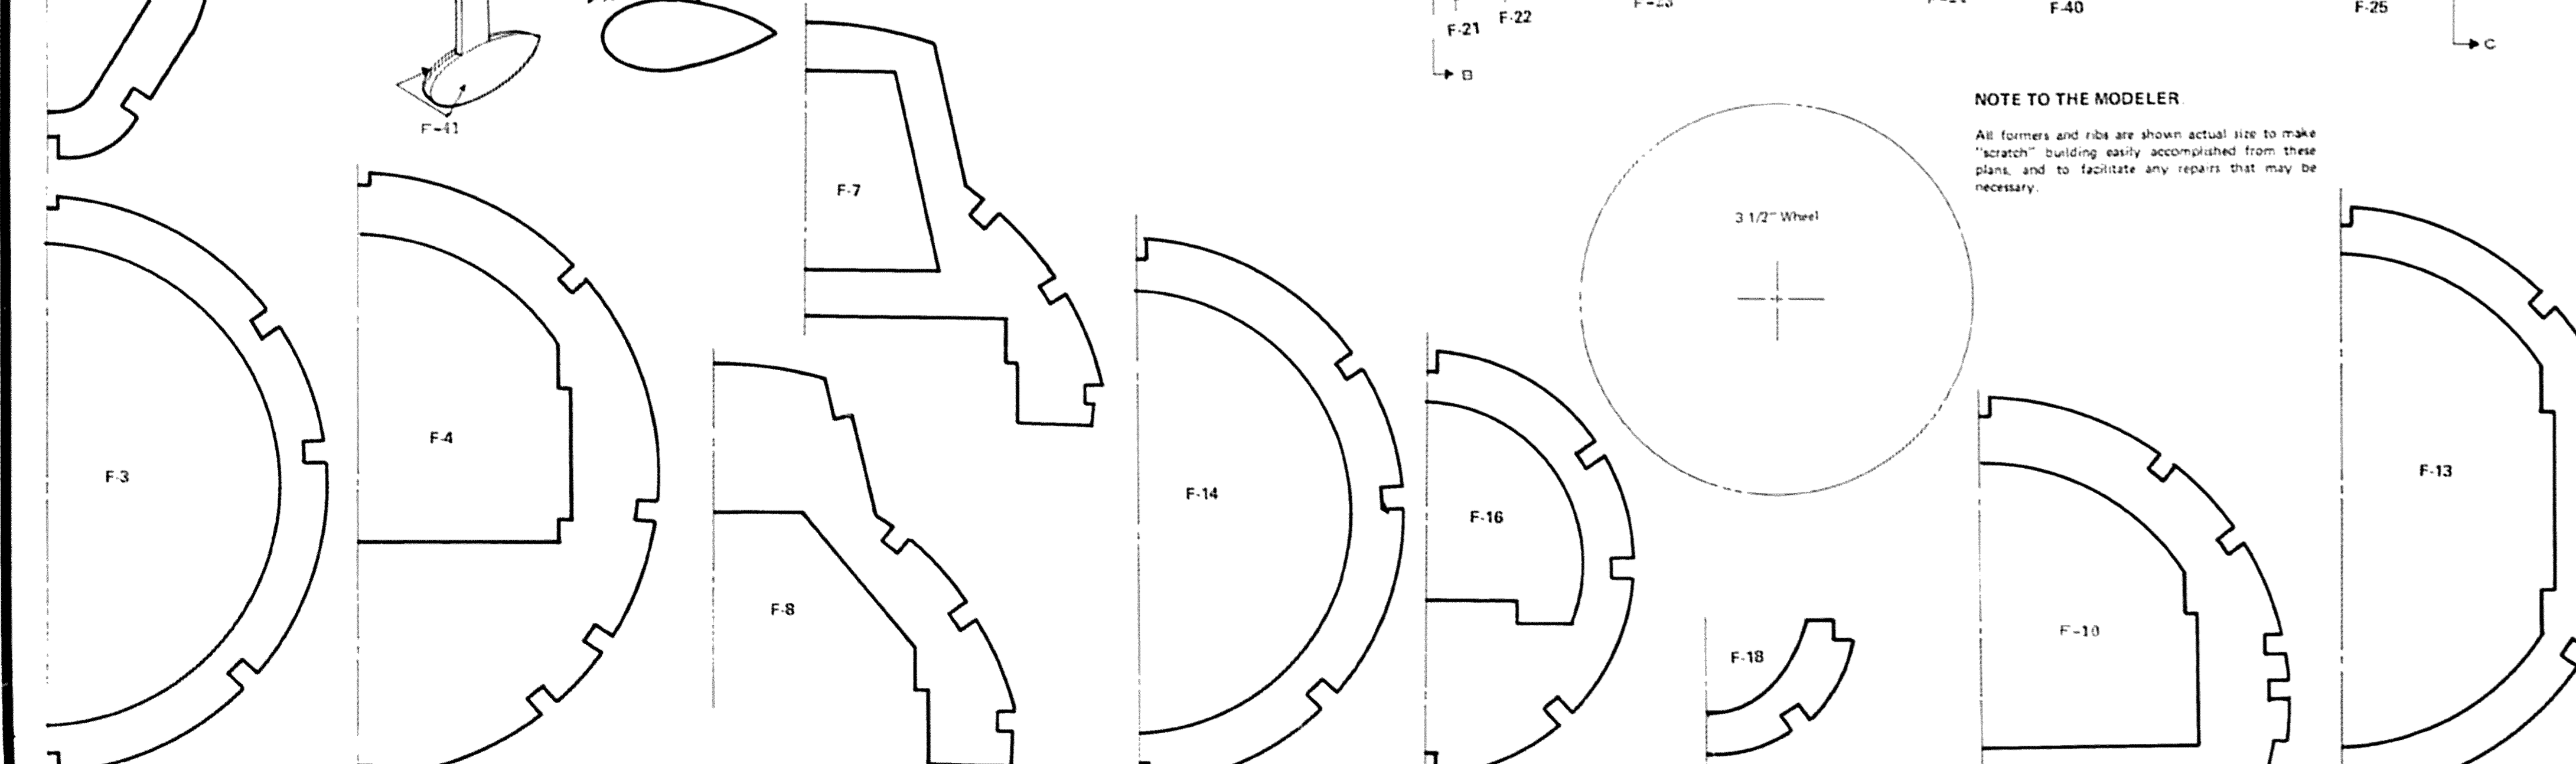 F-40
F-25
F-22
F-21
C
B
NOTE TO THE MODELER
F-41
All formers and ribs are shown actual size to make
"scratch" building easily accomplished from these
plans, and to facilitate any repairs that may be
necessary.
F-7
3 1/2" Wheel
F-4
F-3
F-14
F-16
F-13
F-8
F-10
F-18